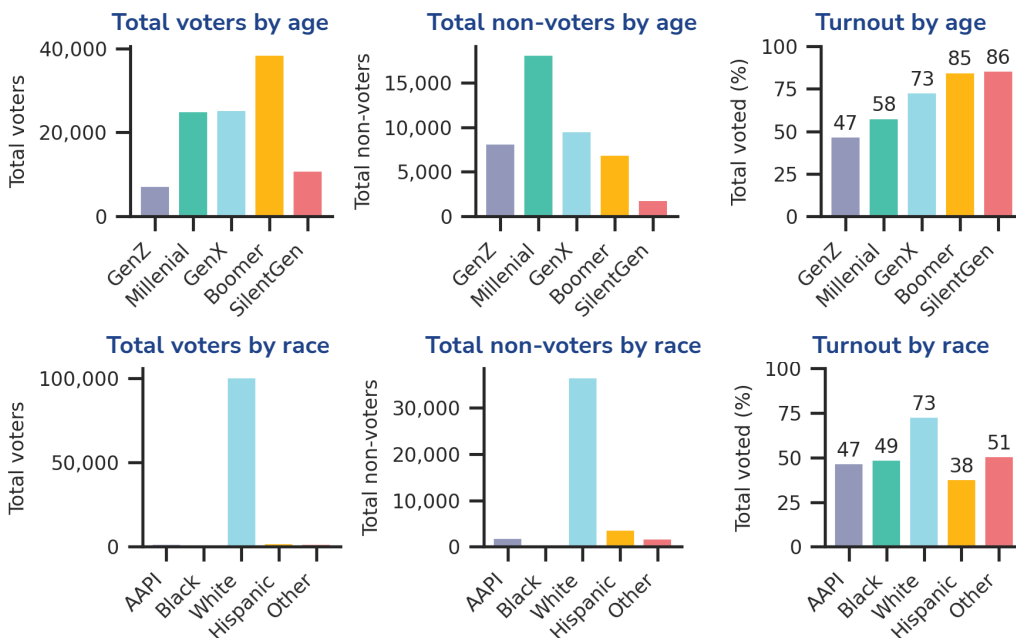 Total voters by age
Total voters
40,000
20,000
0
GenZ
Millenial
GenX
Boomer
SilentGen
Total non-voters by age
Total non-voters
15,000
10,000
5,000
0
GenZ
Millenial
GenX
Boomer
SilentGen
Turnout by age
Total voted (%)
100
75
50
25
0
47
58
73
85
86
GenZ
Millenial
GenX
Boomer
SilentGen
Total voters by race
Total voters
100,000
50,000
0
AAPI
Black
White
Hispanic
Other
Total non-voters by race
Total non-voters
30,000
20,000
10,000
0
AAPI
Black
White
Hispanic
Other
Turnout by race
Total voted (%)
100
75
50
25
0
47
49
73
38
51
AAPI
Black
White
Hispanic
Other